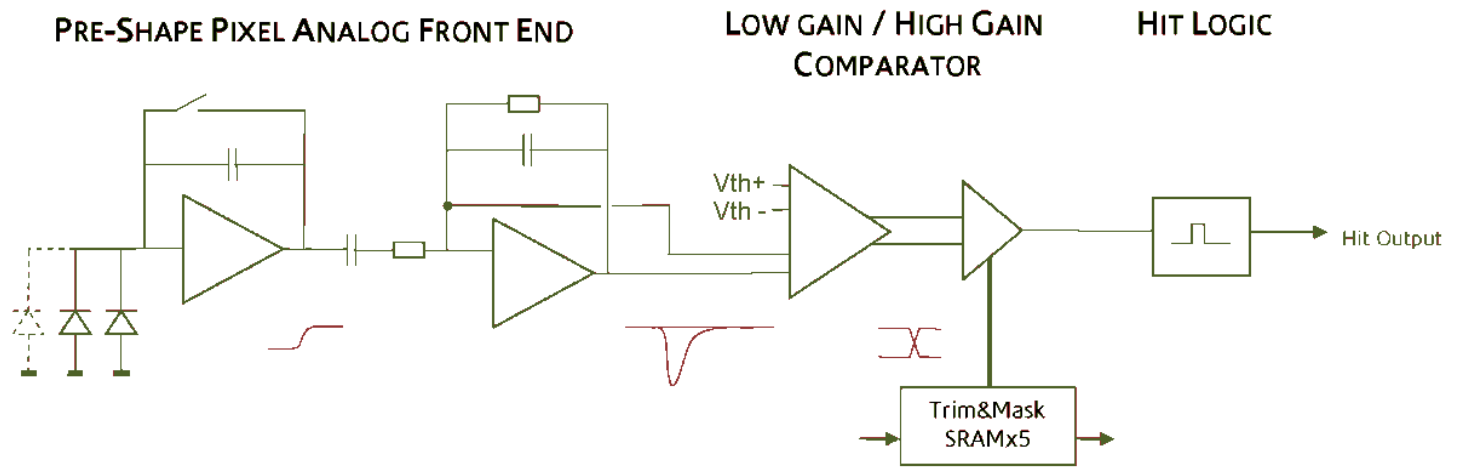 PRE-SHAPE PIXEL ANALOG FRONT END
LOW GAIN / HIGH GAIN
COMPARATOR
HIT LOGIC
Vth+
Vth -
Hit Output
Trim&Mask
SRAMx5